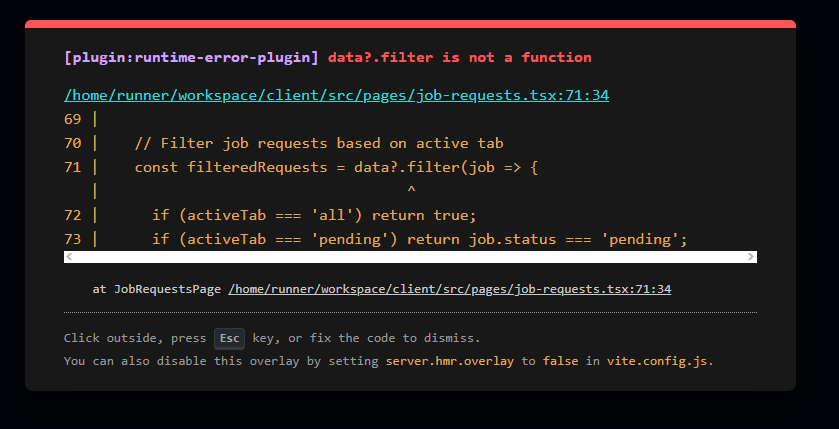 [plugin:runtime-error-plugin] data?.filter is not a function
/home/runner/workspace/client/src/pages/job-requests.tsx:71:34
69 |
70 |    // Filter job requests based on active tab
71 |    const filteredRequests = data?.filter(job => {
   |                                  ^
72 |      if (activeTab === 'all') return true;
73 |      if (activeTab === 'pending') return job.status === 'pending';
at JobRequestsPage /home/runner/workspace/client/src/pages/job-requests.tsx:71:34
Click outside, press Esc key, or fix the code to dismiss.
You can also disable this overlay by setting server.hmr.overlay to false in vite.config.js.